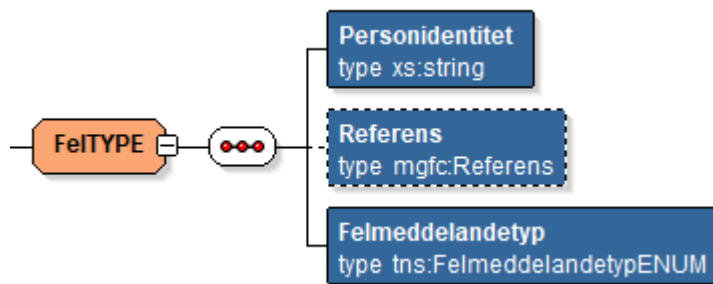 Personidentitet
type xs:string
FelTYPE
Referens
type mgfc:Referens
Felmeddelandetyp
type tns:FelmeddelandetypENUM